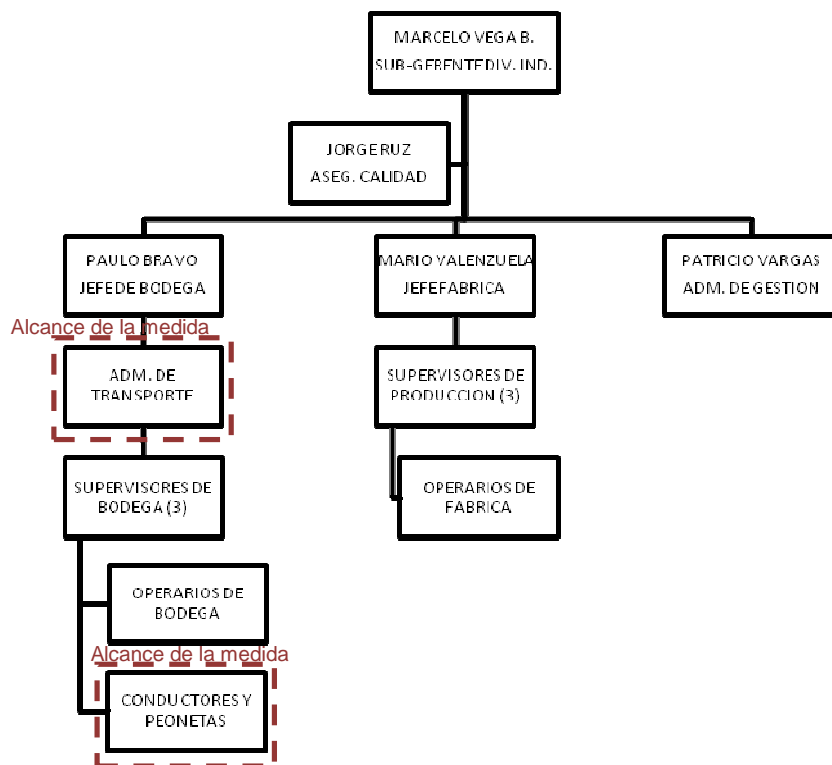 MARCELO VEGA B.
SUB-GERENTE DIV. IND.
JORGE RUZ
ASEG. CALIDAD
PAULO BRAVO
JEFE DE BODEGA
MARIO VALENZUELA
JEFE FABRICA
PATRICIO VARGAS
ADM. DE GESTION
Alcance de la medida
ADM. DE
TRANSPORTE
SUPERVISORES DE
PRODUCCION (3)
SUPERVISORES DE
BODEGA (3)
OPERARIOS DE
FABRICA
OPERARIOS DE
BODEGA
Alcance de la medida
CONDUCTORES Y
PEONETAS